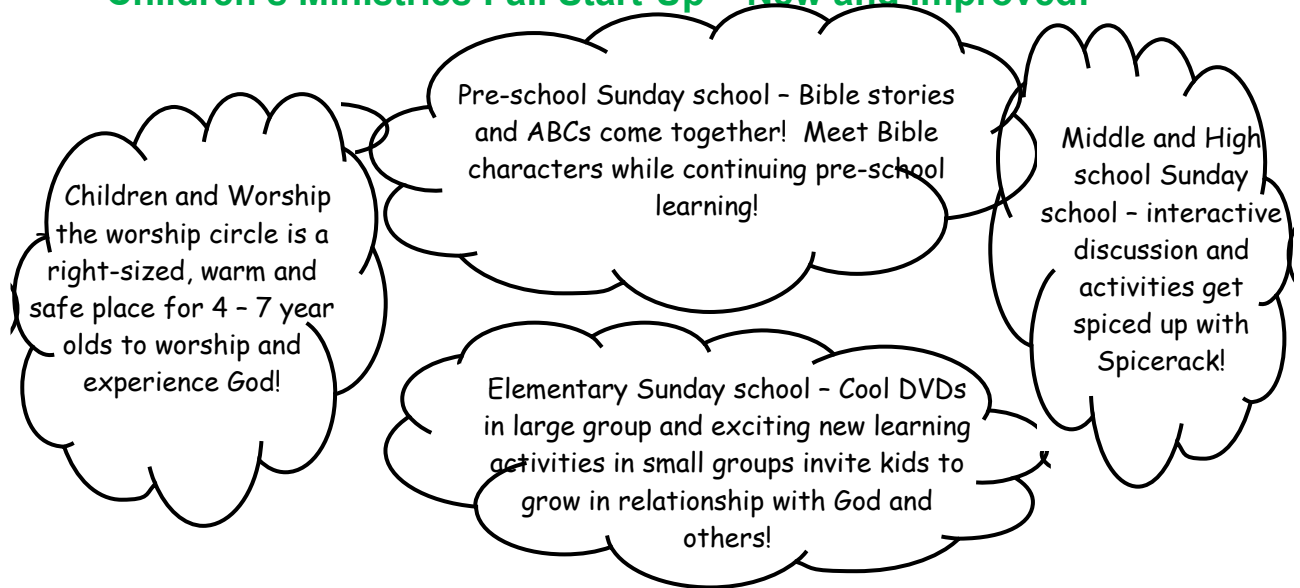 Children's Ministries Fall Start-Up – New and Improved!
Children and Worship
– the worship circle is a
right-sized, warm and
safe place for 4 – 7 year
olds to worship and
experience God!
Pre-school Sunday school – Bible stories
and ABCs come together! Meet Bible
characters while continuing pre-school
learning!
Elementary Sunday school – Cool DVDs
in large group and exciting new learning
activities in small groups invite kids to
grow in relationship with God and
others!
Middle and High
school Sunday
school – interactive
discussion and
activities get
spiced up with
Spicerack!